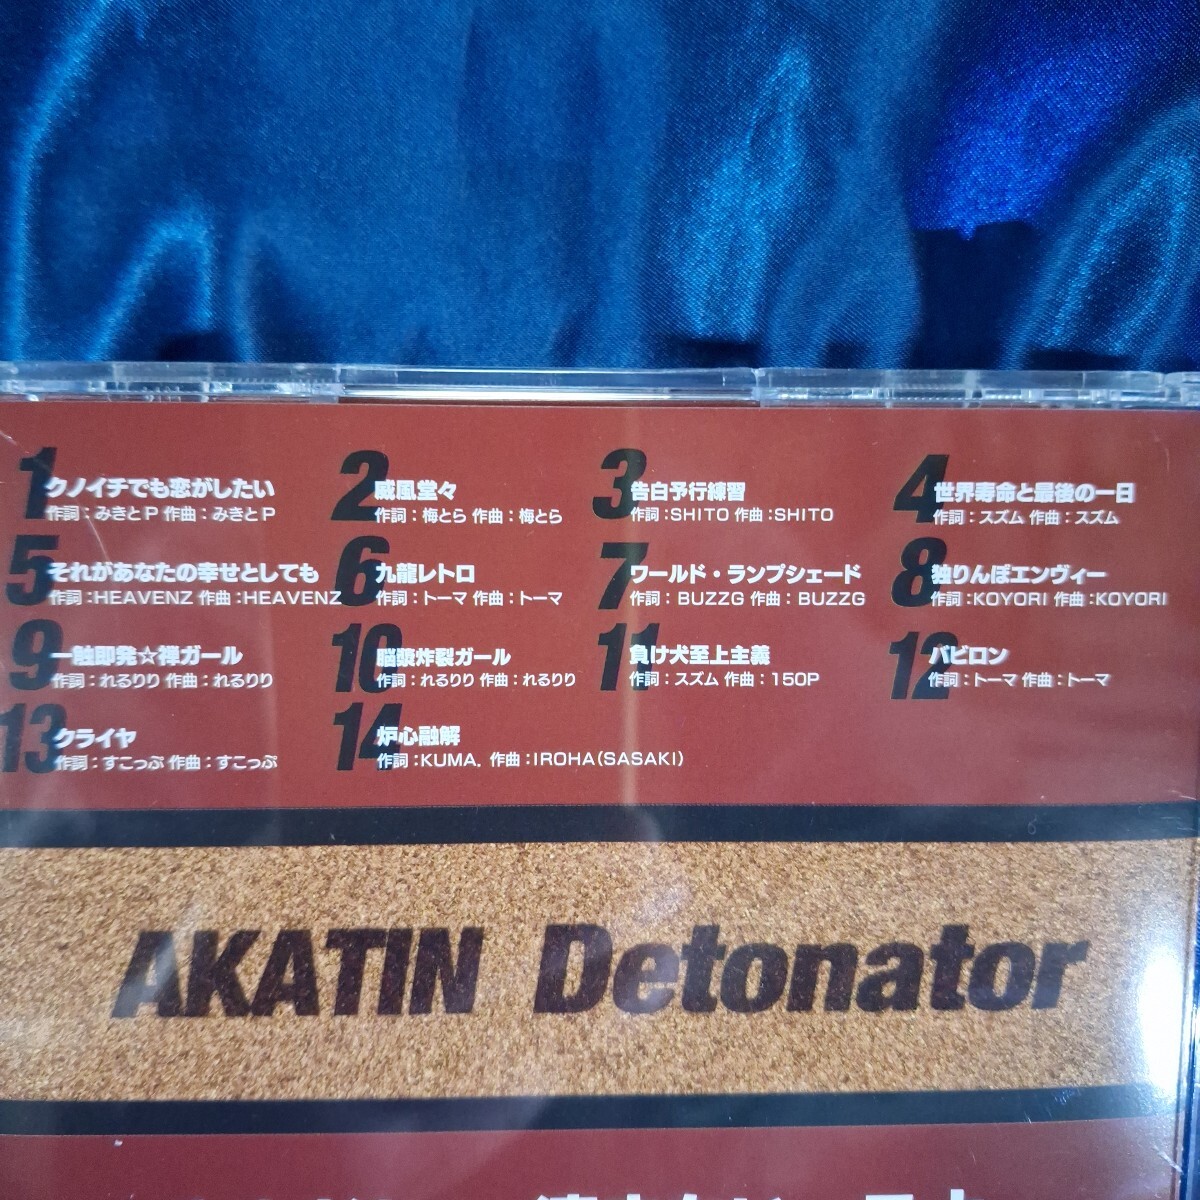 1 クノイチでも恋がしたい
作詞：みきとP 作曲：みきとP
2 威風堂々
作詞：梅とら 作曲：梅とら
3 告白予行練習
作詞：SHITO 作曲：SHITO
4 世界寿命と最後の一日
作詞：スズム 作曲：スズム
5 それがあなたの幸せとしても
作詞：HEAVENZ 作曲：HEAVENZ
6 九龍レトロ
作詞：トーマ 作曲：トーマ
7 ワールド・ランプシェード
作詞：BUZZG 作曲：BUZZG
8 独りんぼエンヴィー
作詞：KOYORI 作曲：KOYORI
9 一触即発☆禅ガール
作詞：れるりり 作曲：れるりり
10 脳漿炸裂ガール
作詞：れるりり 作曲：れるりり
11 負け犬至上主義
作詞：スズム 作曲：150P
12 バビロン
作詞：トーマ 作曲：トーマ
13 クライヤ
作詞：すこっぷ 作曲：すこっぷ
14 炉心融解
作詞：KUMA. 作曲：IROHA(SASAKI)
AKATIN Detonator